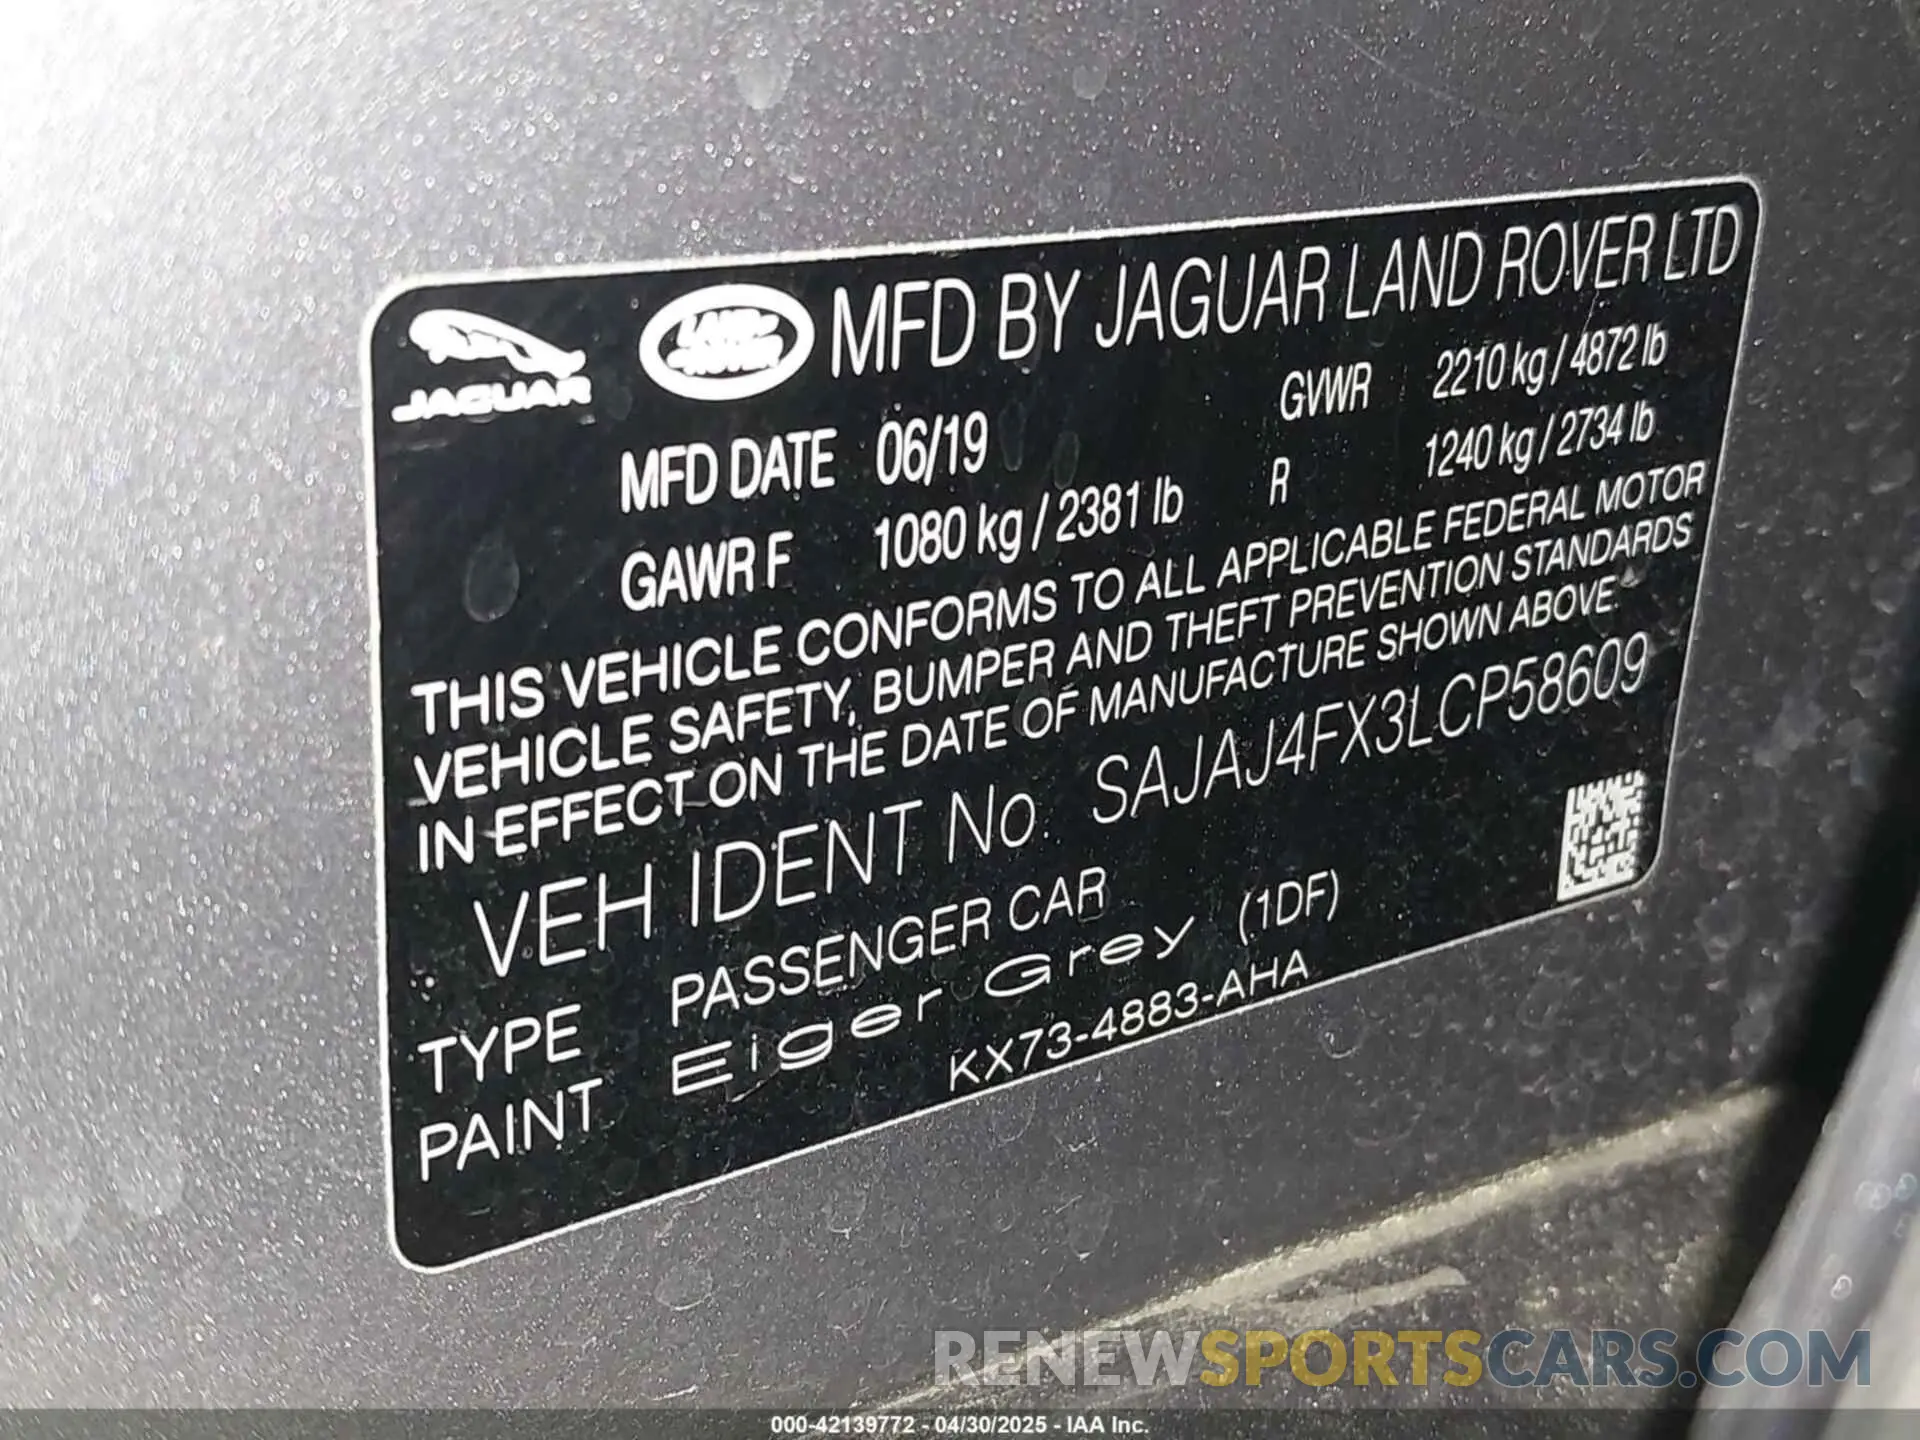 JAGUAR LAND ROVER MFD BY JAGUAR LAND ROVER LTD
MFD DATE 06/19 GVWR 2210 kg / 4872 lb
GAWR F 1080 kg / 2381 lb R 1240 kg / 2734 lb
THIS VEHICLE CONFORMS TO ALL APPLICABLE FEDERAL MOTOR
VEHICLE SAFETY, BUMPER AND THEFT PREVENTION STANDARDS
IN EFFECT ON THE DATE OF MANUFACTURE SHOWN ABOVE
VEH IDENT No. SAJAJ4FX3LCP58609
TYPE PASSENGER CAR
PAINT Eiger Grey (1DF)
KX73-4883-AHA
RENEWSPORTSCARS.COM
000-42139772 - 04/30/2025 - IAA Inc.